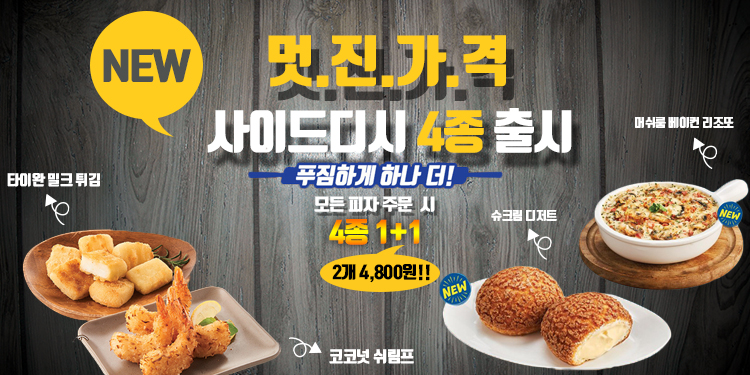 NEW
멋.진.가.격
사이드디시 4종 출시
푸짐하게 하나 더!
모든 피자 주문 시
4종 1+1
2개 4,800원!!
타이완 밀크 튀김
코코넛 쉬림프
슈크림 디저트
NEW
머쉬룸 베이컨 리조또
NEW